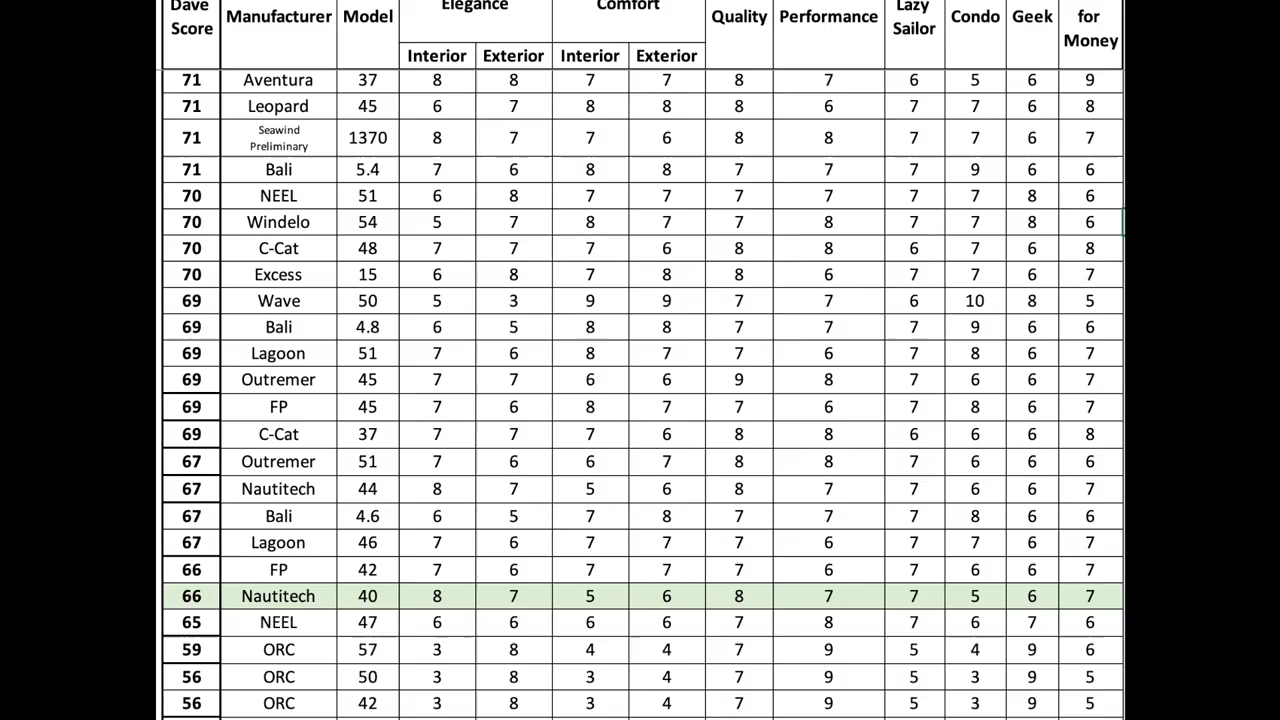 Dave Score Manufacturer Model Elegance Comfort Quality Performance Lazy Sailor Condo Geek for Money
Interior Exterior Interior Exterior
71 Aventura 37 8 8 7 7 8 7 6 5 6 9
71 Leopard 45 6 7 8 8 8 6 7 7 6 8
71 Seawind Preliminary 1370 8 7 7 6 8 8 7 7 6 7
71 Bali 5.4 7 6 8 8 7 7 7 9 6 6
70 NEEL 51 6 8 7 7 7 7 7 7 8 6
70 Windelo 54 5 7 8 7 7 8 7 7 8 6
70 C-Cat 48 7 7 7 6 8 8 6 7 6 8
70 Excess 15 6 8 7 8 8 6 7 7 6 7
69 Wave 50 5 3 9 9 7 7 6 10 8 5
69 Bali 4.8 6 5 8 8 7 7 7 9 6 6
69 Lagoon 51 7 6 8 7 7 6 7 8 6 7
69 Outremer 45 7 7 6 6 9 8 7 6 6 7
69 FP 45 7 6 8 7 7 6 7 8 6 7
69 C-Cat 37 7 7 7 6 8 8 6 6 6 8
67 Outremer 51 7 6 6 7 8 8 7 6 6 6
67 Nautitech 44 8 7 5 6 8 7 7 6 6 7
67 Bali 4.6 6 5 7 8 7 7 7 8 6 6
67 Lagoon 46 7 6 7 7 7 6 7 7 6 7
66 FP 42 7 6 7 7 7 6 7 6 6 7
66 Nautitech 40 8 7 5 6 8 7 7 5 6 7
65 NEEL 47 6 6 6 6 7 8 7 6 7 6
59 ORC 57 3 8 4 4 7 9 5 4 9 6
56 ORC 50 3 8 3 4 7 9 5 3 9 5
56 ORC 42 3 8 3 4 7 9 5 3 9 5